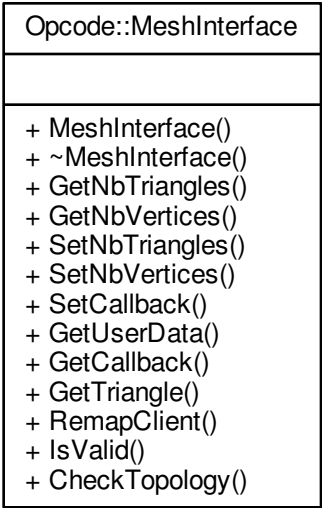 Opcode::MeshInterface
+ MeshInterface()
+ ~MeshInterface()
+ GetNbTriangles()
+ GetNbVertices()
+ SetNbTriangles()
+ SetNbVertices()
+ SetCallback()
+ GetUserData()
+ GetCallback()
+ GetTriangle()
+ RemapClient()
+ IsValid()
+ CheckTopology()